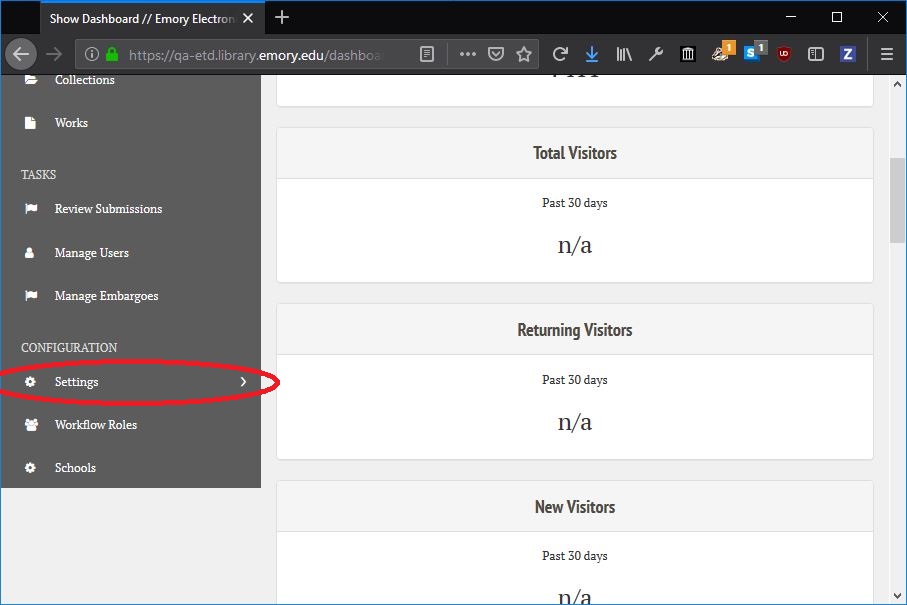 Show Dashboard // Emory Electron
https://qa-etd.library.emory.edu/dashboa
1
S
1
UD
Z
Collections
Works
TASKS
Review Submissions
Manage Users
Manage Embargoes
CONFIGURATION
Settings
Workflow Roles
Schools
Total Visitors
Past 30 days
n/a
Returning Visitors
Past 30 days
n/a
New Visitors
Past 30 days
n/a